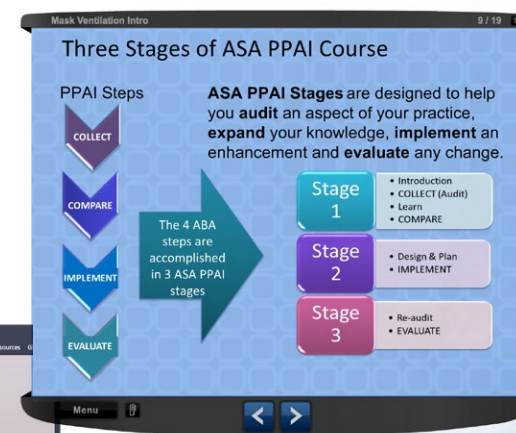 Mask Ventilation Intro
9 / 19
Three Stages of ASA PPAI Course
PPAI Steps
COLLECT
COMPARE
IMPLEMENT
EVALUATE
The 4 ABA
steps are
accomplished
in 3 ASA PPAI
stages
ASA PPAI Stages are designed to help
you audit an aspect of your practice,
expand your knowledge, implement an
enhancement and evaluate any change.
Stage
1
• Introduction
• COLLECT (Audit)
• Learn
• COMPARE
Stage
2
• Design & Plan
• IMPLEMENT
Stage
3
• Re-audit
• EVALUATE
Menu